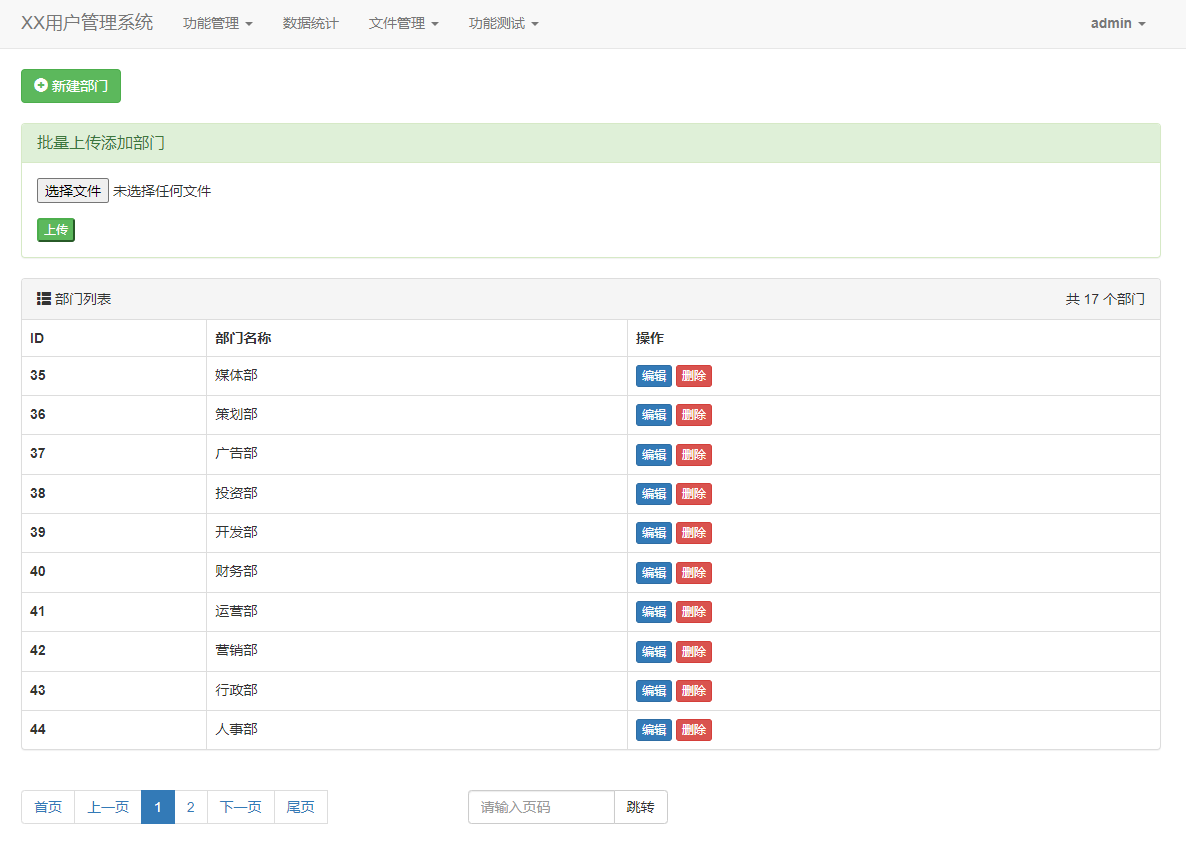 XX用户管理系统 功能管理 数据统计 文件管理 功能测试 admin
新建部门
批量上传添加部门
选择文件 未选择任何文件
上传
部门列表 共 17 个部门
ID 部门名称 操作
35 媒体部 编辑 删除
36 策划部 编辑 删除
37 广告部 编辑 删除
38 投资部 编辑 删除
39 开发部 编辑 删除
40 财务部 编辑 删除
41 运营部 编辑 删除
42 营销部 编辑 删除
43 行政部 编辑 删除
44 人事部 编辑 删除
首页 上一页 1 2 下一页 尾页 请输入页码 跳转